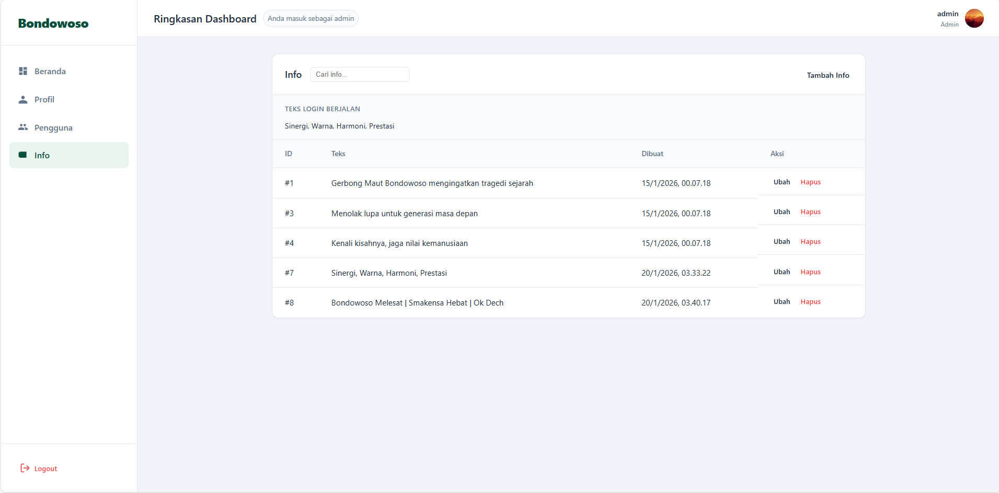 Bondowoso
Ringkasan Dashboard Anda masuk sebagai admin
admin
Admin
Beranda
Profil
Pengguna
Info
Logout
Info Cari info... Tambah Info
TEKS LOGIN BERJALAN
Sinergi, Warna, Harmoni, Prestasi
ID Teks Dibuat Aksi
#1 Gerbong Maut Bondowoso mengingatkan tragedi sejarah 15/1/2026, 00.07.18 Ubah Hapus
#3 Menolak lupa untuk generasi masa depan 15/1/2026, 00.07.18 Ubah Hapus
#4 Kenali kisahnya, jaga nilai kemanusiaan 15/1/2026, 00.07.18 Ubah Hapus
#7 Sinergi, Warna, Harmoni, Prestasi 20/1/2026, 03.33.22 Ubah Hapus
#8 Bondowoso Melesat | Smakensa Hebat | Ok Dech 20/1/2026, 03.40.17 Ubah Hapus